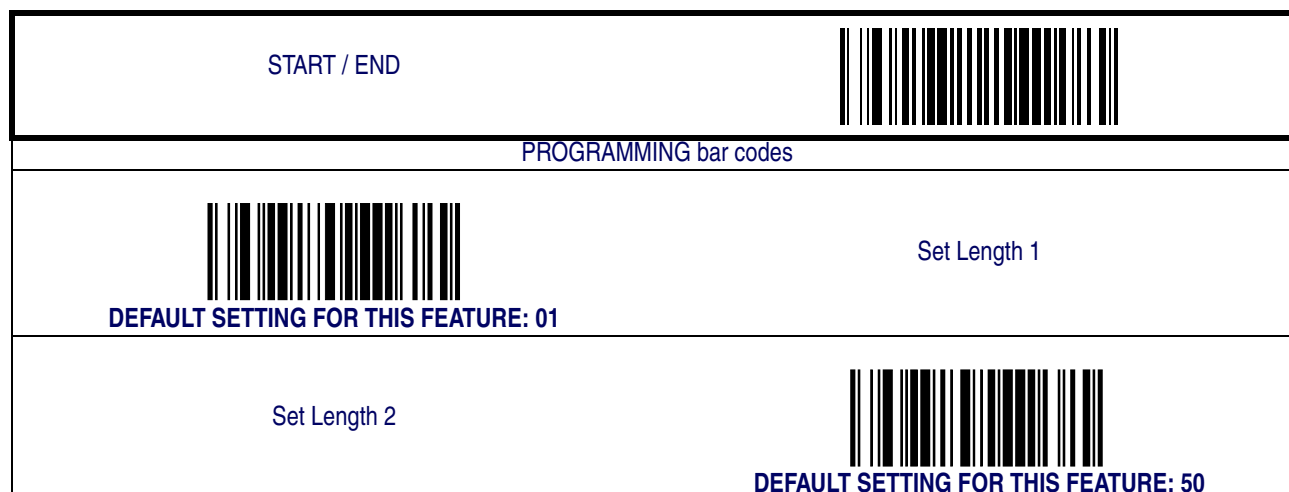 START / END
PROGRAMMING bar codes
Set Length 1
DEFAULT SETTING FOR THIS FEATURE: 01
Set Length 2
DEFAULT SETTING FOR THIS FEATURE: 50